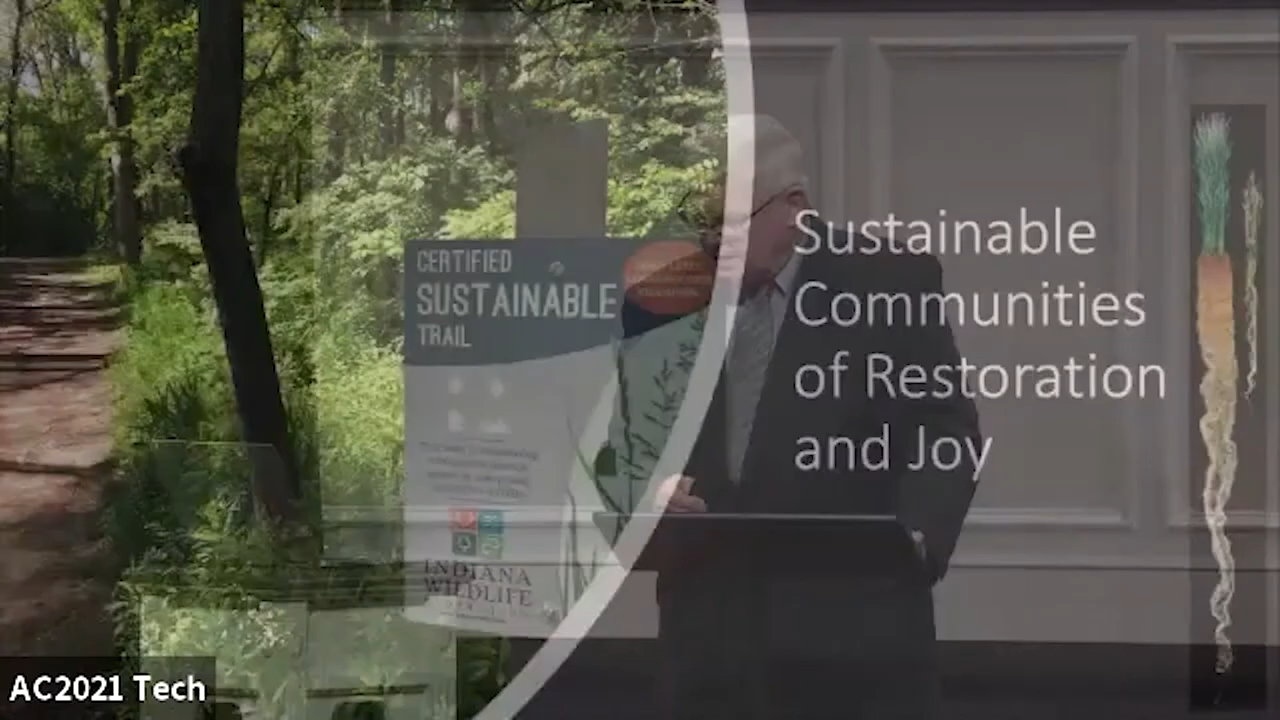 CERTIFIED
SUSTAINABLE
TRAIL
INDIANA
WILDLIFE
Sustainable
Communities
of Restoration
and Joy
AC2021 Tech